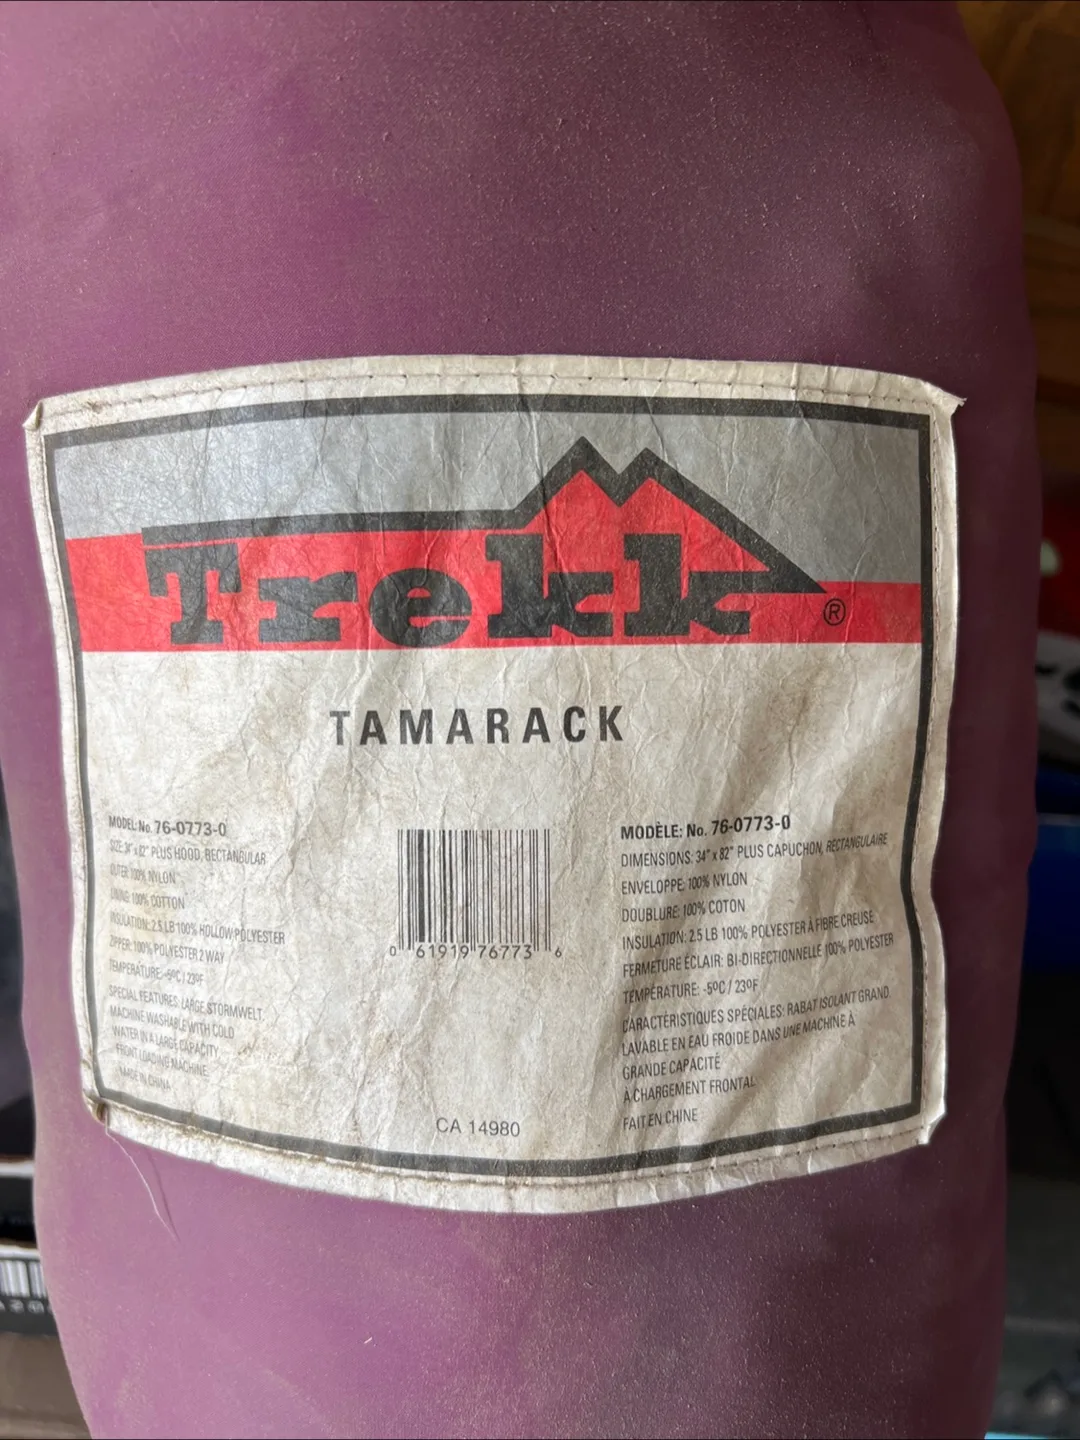 Trekk®
TAMARACK
MODEL: No. 76-0773-0
SIZE: 34" x 82" PLUS HOOD, RECTANGULAR
OUTER: 100% NYLON
LINING: 100% COTTON
INSULATION: 2.5 LB 100% HOLLOW POLYESTER
ZIPPER: 100% POLYESTER 2 WAY
TEMPERATURE: -5ºC / 23ºF
SPECIAL FEATURES: LARGE STORMWELT.
MACHINE WASHABLE WITH COLD
WATER IN A LARGE CAPACITY
FRONT LOADING MACHINE.
MADE IN CHINA
0 61919 76773 6
CA 14980
MODÈLE: No. 76-0773-0
DIMENSIONS: 34" x 82" PLUS CAPUCHON, RECTANGULAIRE
ENVELOPPE: 100% NYLON
DOUBLURE: 100% COTON
INSULATION: 2.5 LB 100% POLYESTER À FIBRE CREUSE
FERMETURE ÉCLAIR: BI-DIRECTIONNELLE 100% POLYESTER
TEMPÉRATURE: -5ºC / 23ºF
CARACTÉRISTIQUES SPÉCIALES: RABAT ISOLANT GRAND.
LAVABLE EN EAU FROIDE DANS UNE MACHINE À
GRANDE CAPACITÉ
À CHARGEMENT FRONTAL
FAIT EN CHINE